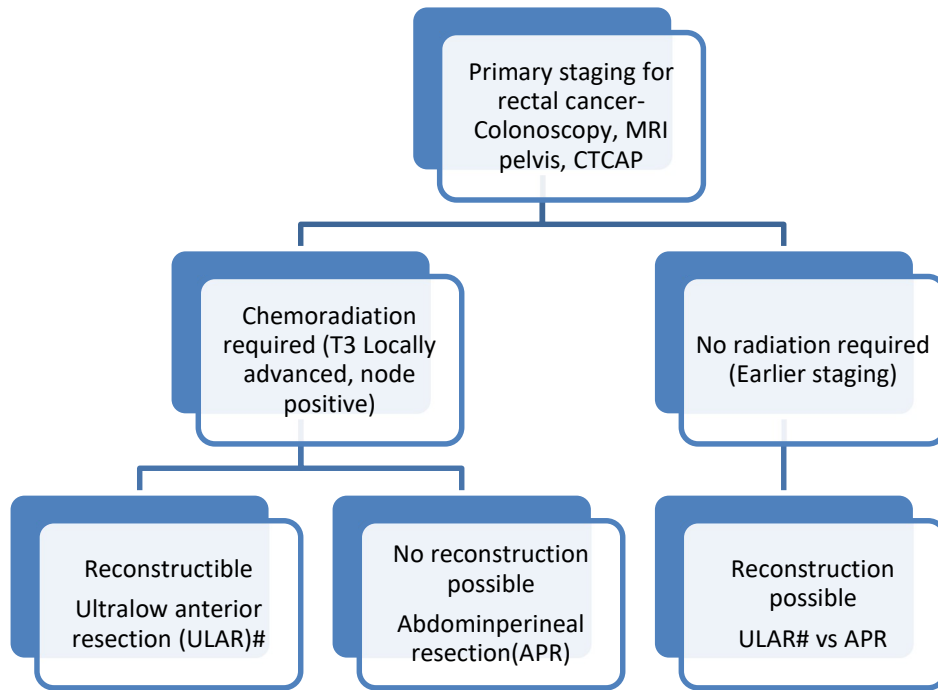 Primary staging for
rectal cancer-
Colonoscopy, MRI
pelvis, CTCAP
Chemoradiation
required (T3 Locally
advanced, node
positive)
No radiation required
(Earlier staging)
Reconstructible
Ultralow anterior
resection (ULAR)#
No reconstruction
possible
Abdominperineal
resection(APR)
Reconstruction
possible
ULAR# vs APR